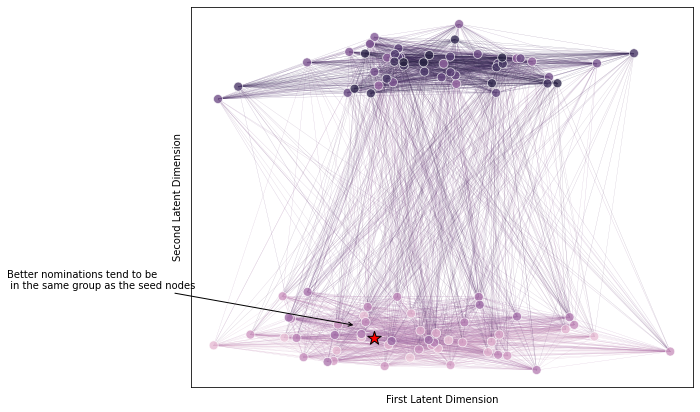 Second Latent Dimension
Better nominations tend to be
in the same group as the seed nodes
First Latent Dimension